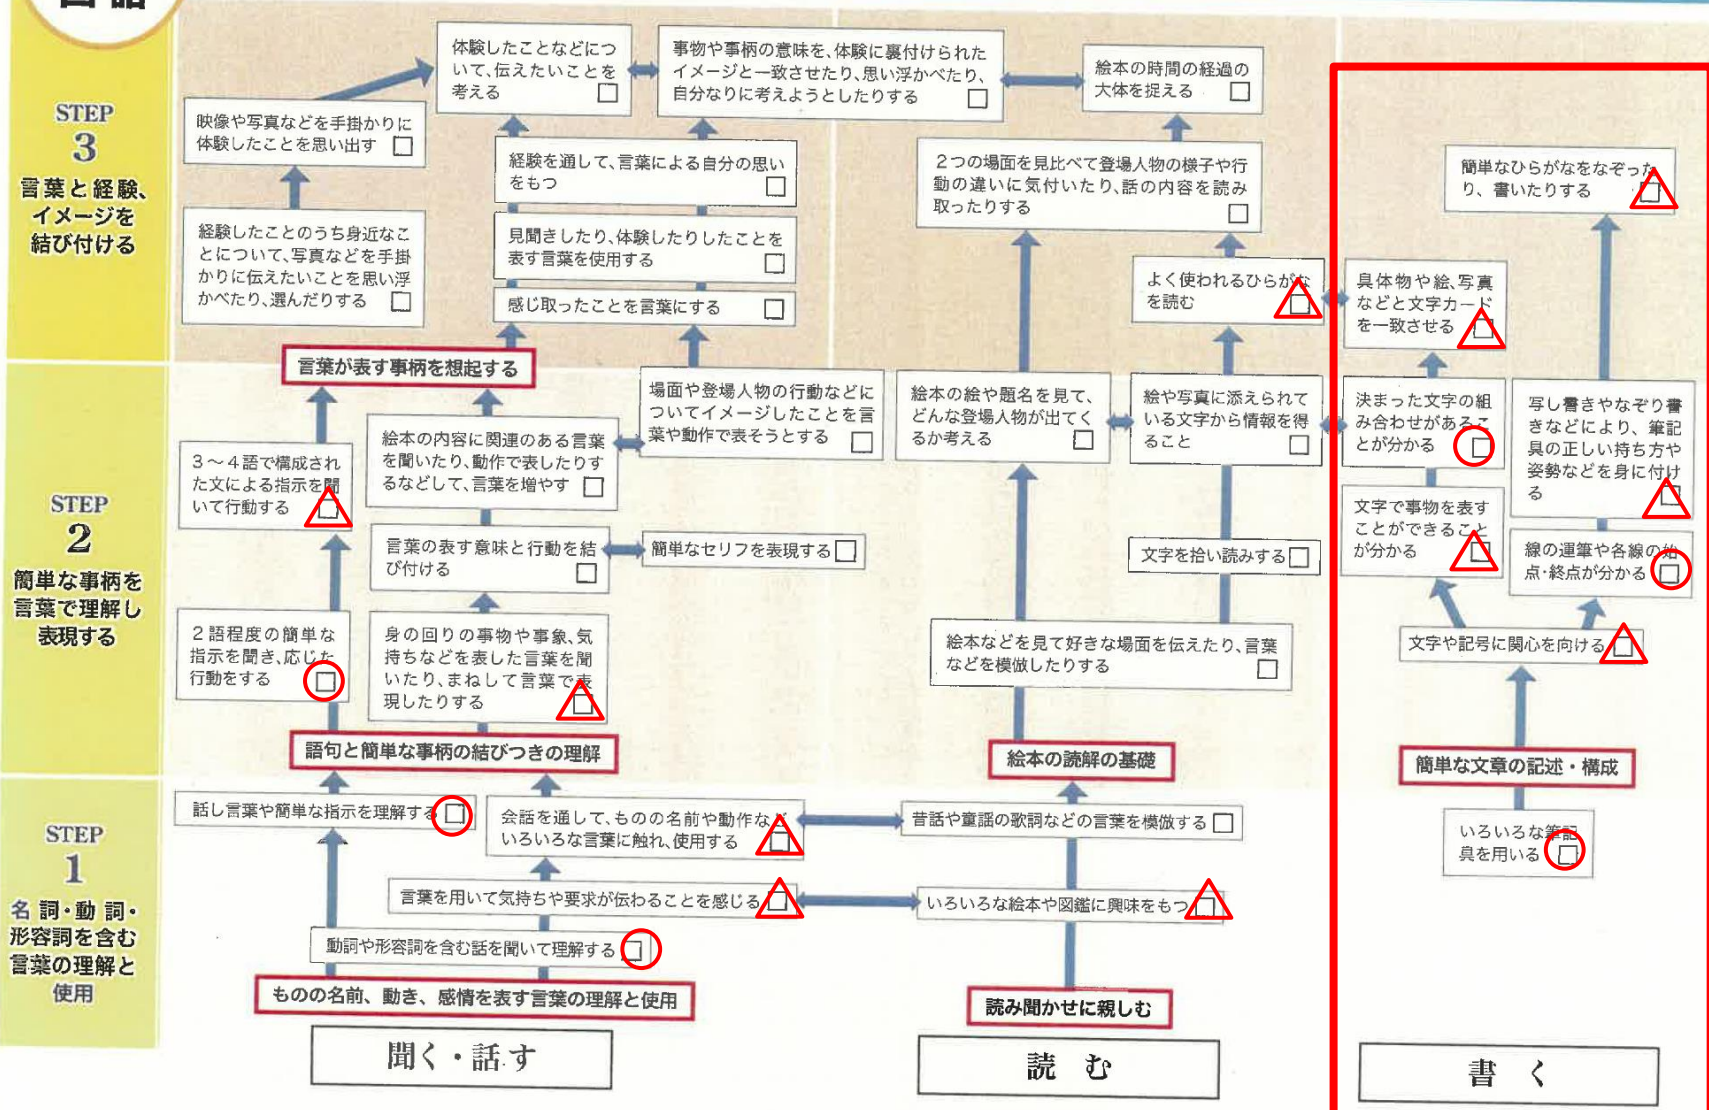 言語
STEP
3
言葉と経験、
イメージを
結び付ける
STEP
2
簡単な事柄を
言葉で理解し
表現する
STEP
1
名詞・動詞・
形容詞を含む
言葉の理解と
使用
体験したことなどにつ
いて、伝えたいことを
考える
映像や写真などを手掛かりに
体験したことを思い出す
経験したことのうち身近なこ
とについて、写真などを手掛
かりに伝えたいことを思い浮
かべたり、選んだりする
経験を通して、言葉による自分の思い
をもつ
見聞きしたり、体験したりしたことを
表す言葉を使用する
感じ取ったことを言葉にする
言葉が表す事柄を想起する
場面や登場人物の行動などに
ついてイメージしたことを言
葉や動作で表そうとする
絵本の内容に関連のある言葉
を聞いたり、動作で表したりす
るなどして、言葉を増やす
3～4語で構成され
た文による指示を聞
いて行動する
言葉の表す意味と行動を結
び付ける
簡単なセリフを表現する
2語程度の簡単な
指示を聞き、応じた
行動をする
身の回りの事物や事象、気
持ちなどを表した言葉を聞
いたり、まねして言葉で表
現したりする
語句と簡単な事柄の結びつきの理解
話し言葉や簡単な指示を理解する
会話を通して、ものの名前や動作など
いろいろな言葉に触れ、使用する
言葉を用いて気持ちや要求が伝わることを感じる
動詞や形容詞を含む話を聞いて理解する
ものの名前、動き、感情を表す言葉の理解と使用
聞く・話す
事物や事柄の意味を、体験に裏付けられた
イメージと一致させたり、思い浮かべたり、
自分なりに考えようとしたりする
絵本の時間の経過の
大体を捉える
2つの場面を見比べて登場人物の様子や行
動の違いに気付いたり、話の内容を読み
取ったりする
よく使われるひらがな
を読む
絵本の絵や題名を見て、
どんな登場人物が出てく
るか考える
絵や写真に添えられて
いる文字から情報を得
ること
文字を拾い読みする
絵本などを見て好きな場面を伝えたり、言葉
などを模倣したりする
絵本の読解の基礎
昔話や童謡の歌詞などの言葉を模倣する
いろいろな絵本や図鑑に興味をもつ
読み聞かせに親しむ
読む
簡単なひらがなをなぞった
り、書いたりする
具体物や絵、写真
などと文字カード
を一致させる
決まった文字の組
み合わせがあるこ
とが分かる
写し書きやなぞり書
きなどにより、筆記
具の正しい持ち方や
姿勢などを身に付け
る
文字で事物を表す
ことができること
が分かる
線の運筆や各線の始
点・終点が分かる
文字や記号に関心を向ける
簡単な文章の記述・構成
いろいろな筆記
具を用いる
書く